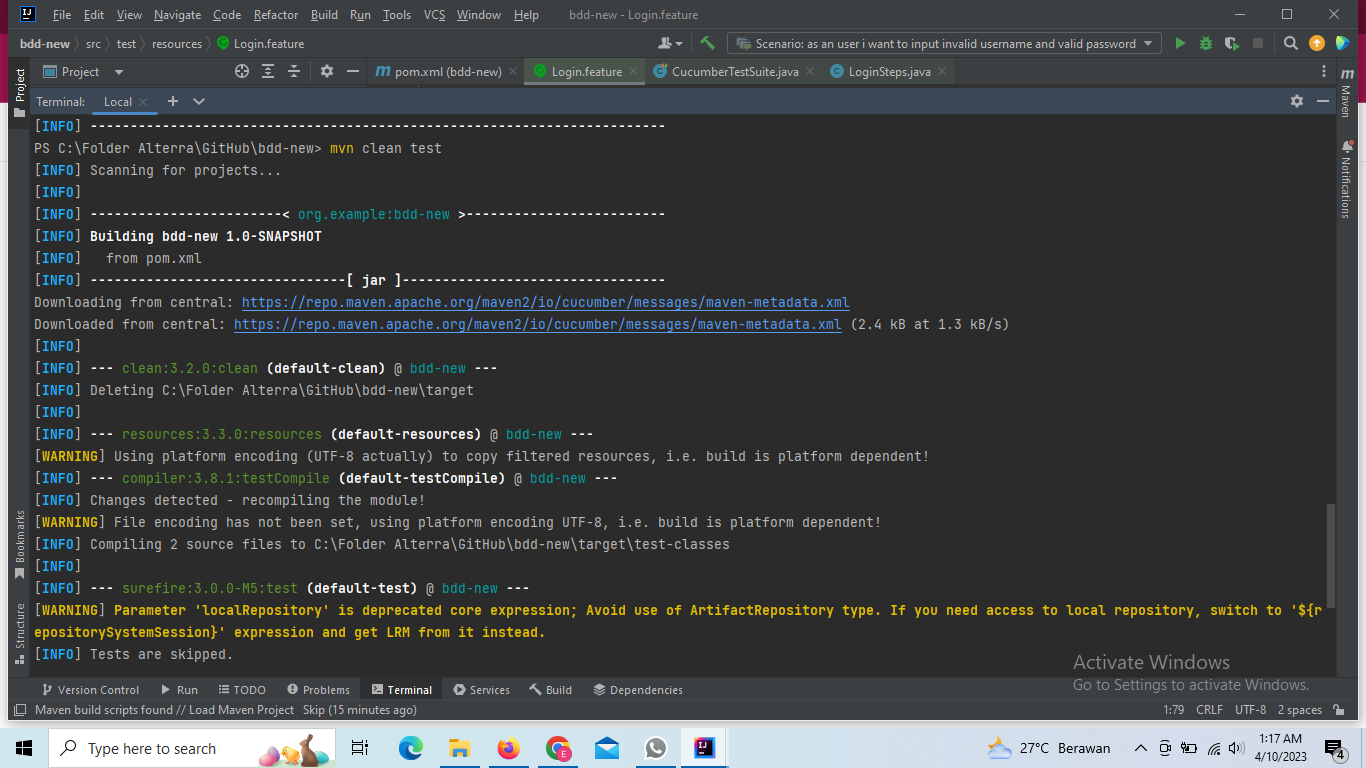 File Edit View Navigate Code Refactor Build Run Tools VCS Window Help bdd-new - Login.feature
bdd-new src test resources Login.feature Scenario: as an user i want to input invalid username and valid password
Project pom.xml (bdd-new) Login.feature CucumberTestSuite.java LoginSteps.java
Terminal: Local
[INFO] ------------------------------------------------------------------------
PS C:\Folder Alterra\GitHub\bdd-new> mvn clean test
[INFO] Scanning for projects...
[INFO]
[INFO] -------------------------< org.example:bdd-new >-------------------------
[INFO] Building bdd-new 1.0-SNAPSHOT
[INFO]   from pom.xml
[INFO] --------------------------------[ jar ]---------------------------------
Downloading from central: https://repo.maven.apache.org/maven2/io/cucumber/messages/maven-metadata.xml
Downloaded from central: https://repo.maven.apache.org/maven2/io/cucumber/messages/maven-metadata.xml (2.4 kB at 1.3 kB/s)
[INFO]
[INFO] --- clean:3.2.0:clean (default-clean) @ bdd-new ---
[INFO] Deleting C:\Folder Alterra\GitHub\bdd-new\target
[INFO]
[INFO] --- resources:3.3.0:resources (default-resources) @ bdd-new ---
[WARNING] Using platform encoding (UTF-8 actually) to copy filtered resources, i.e. build is platform dependent!
[INFO] --- compiler:3.8.1:testCompile (default-testCompile) @ bdd-new ---
[INFO] Changes detected - recompiling the module!
[WARNING] File encoding has not been set, using platform encoding UTF-8, i.e. build is platform dependent!
[INFO] Compiling 2 source files to C:\Folder Alterra\GitHub\bdd-new\target\test-classes
[INFO]
[INFO] --- surefire:3.0.0-M5:test (default-test) @ bdd-new ---
[WARNING] Parameter 'localRepository' is deprecated core expression; Avoid use of ArtifactRepository type. If you need access to local repository, switch to '${r
epositorySystemSession}' expression and get LRM from it instead.
[INFO] Tests are skipped.
Project
Bookmarks
Structure
Maven
Notifications
Activate Windows
Go to Settings to activate Windows.
Version Control Run TODO Problems Terminal Services Build Dependencies
Maven build scripts found // Load Maven Project Skip (15 minutes ago) 1:79 CRLF UTF-8 2 spaces
Type here to search 27°C Berawan 1:17 AM
4/10/2023 4